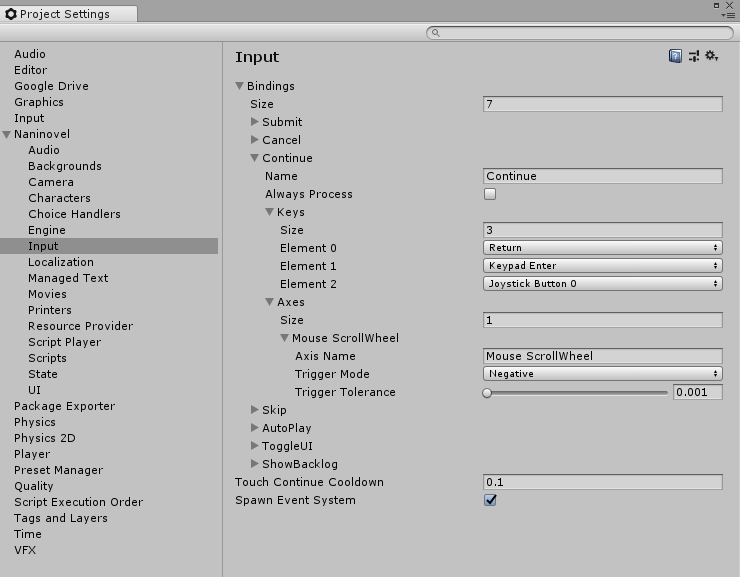 Project Settings
Audio
Editor
Google Drive
Graphics
Input
Naninovel
Audio
Backgrounds
Camera
Characters
Choice Handlers
Engine
Input
Localization
Managed Text
Movies
Printers
Resource Provider
Script Player
Scripts
State
UI
Package Exporter
Physics
Physics 2D
Player
Preset Manager
Quality
Script Execution Order
Tags and Layers
Time
VFX
Input
Bindings
Size 7
Submit
Cancel
Continue
Name Continue
Always Process
Keys
Size 3
Element 0 Return
Element 1 Keypad Enter
Element 2 Joystick Button 0
Axes
Size 1
Mouse ScrollWheel
Axis Name Mouse ScrollWheel
Trigger Mode Negative
Trigger Tolerance 0.001
Skip
AutoPlay
ToggleUI
ShowBacklog
Touch Continue Cooldown 0.1
Spawn Event System